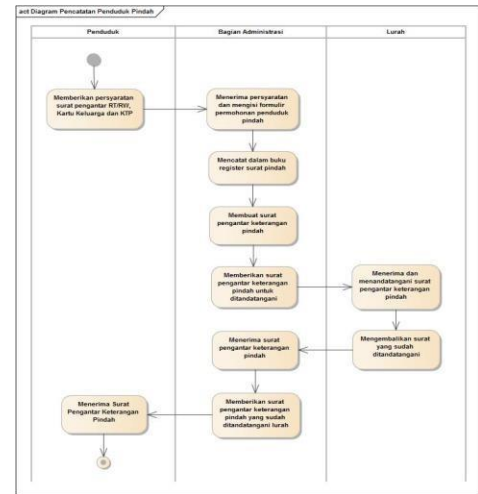 act Diagram Pencatatan Penduduk Pindah
Penduduk
Bagian Administrasi
Lurah
Memberikan persyaratan
surat pengantar RT/RW,
Kartu Keluarga dan KTP
Menerima persyaratan
dan mengisi formulir
permohonan penduduk
pindah
Mencatat dalam buku
register surat pindah
Membuat surat
pengantar keterangan
pindah
Memberikan surat
pengantar keterangan
pindah untuk
ditandatangani
Menerima dan
menandatangani surat
pengantar keterangan
pindah
Mengembalikan surat
yang sudah
ditandatangani
Menerima surat
pengantar keterangan
pindah
Memberikan surat
pengantar keterangan
pindah yang sudah
ditandatangani lurah
Menerima Surat
Pengantar Keterangan
Pindah